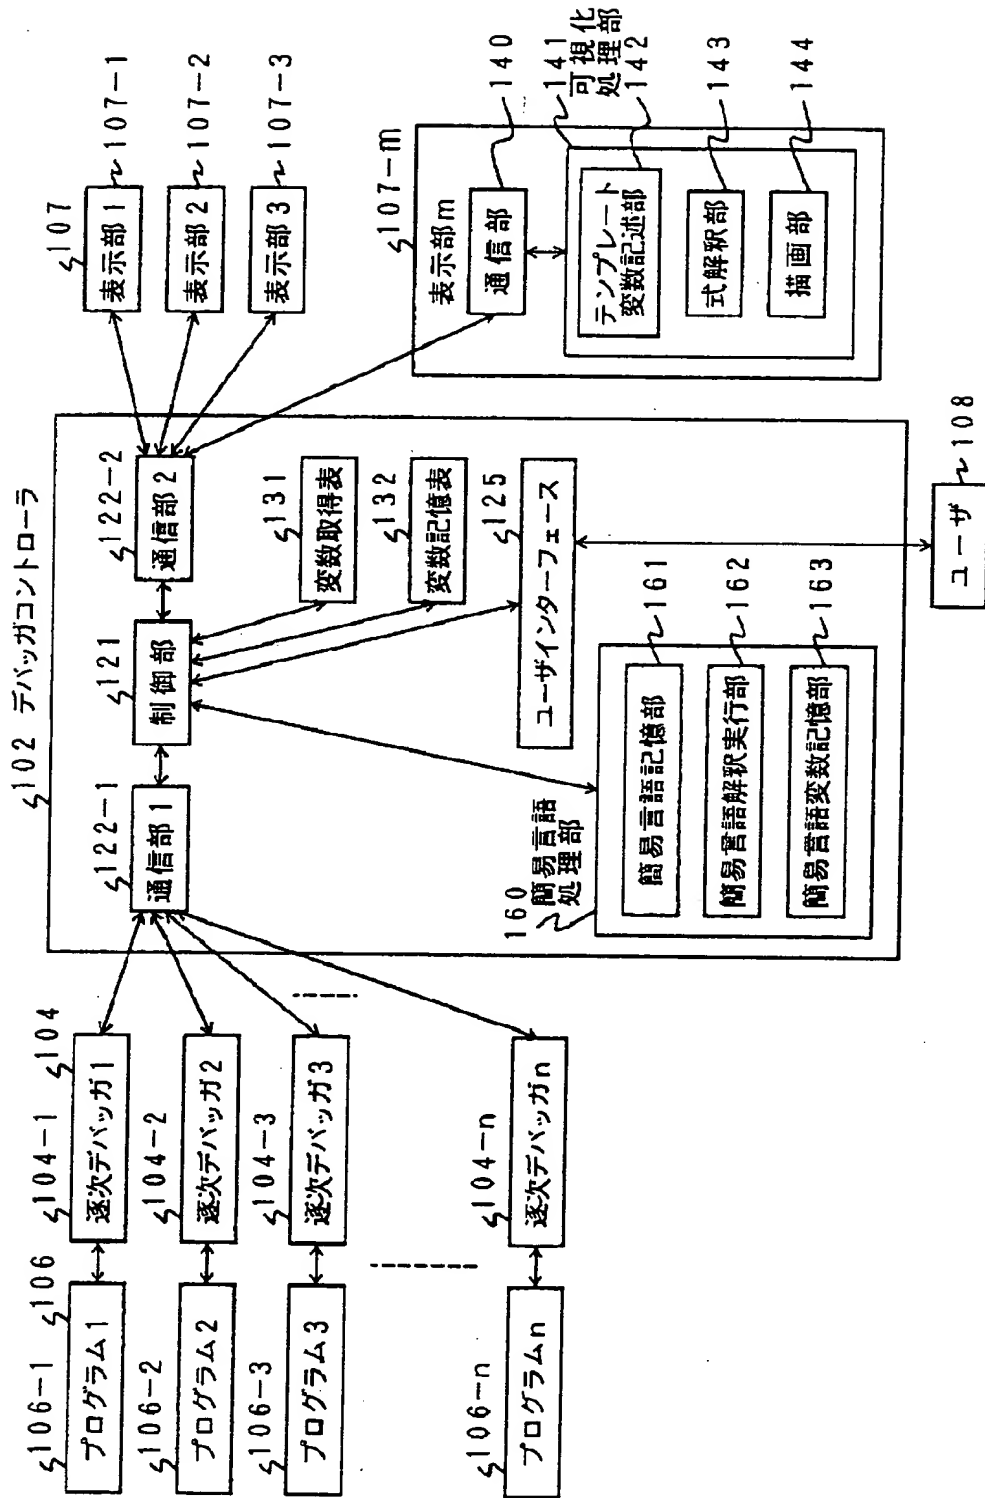 106
106-1
プログラム1
106-2
プログラム2
106-3
プログラム3
106-n
プログラムn
104
104-1
逐次デバッガ1
104-2
逐次デバッガ2
104-3
逐次デバッガ3
104-n
逐次デバッガn
102 デバッガコントローラ
122-1
通信部1
121
制御部
122-2
通信部2
131
変数取得表
132
変数記憶表
125
ユーザインターフェース
160 簡易言語
処理部
簡易言語記憶部
161
簡易言語解釈実行部
162
簡易言語変数記憶部
163
ユーザ
108
107
表示部1
107-1
表示部2
107-2
表示部3
107-3
107-m
表示部m
通信部
140
141
可視化
処理部
テンプレート
変数記述部
142
式解釈部
143
描画部
144